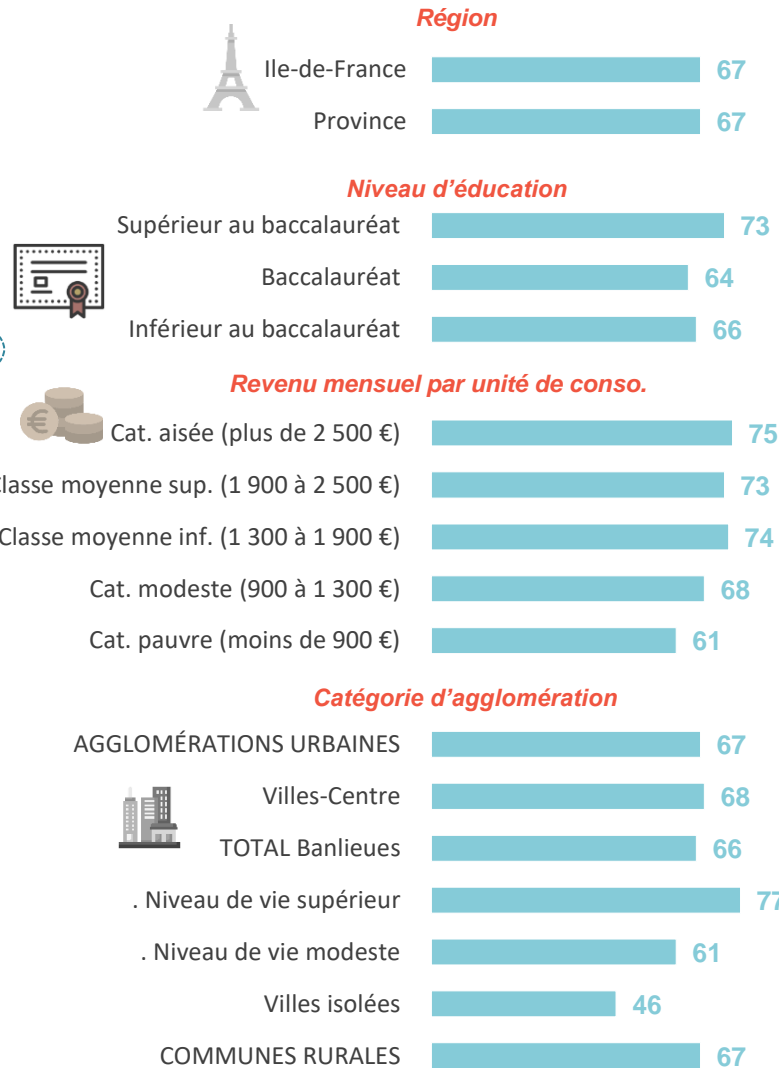 Région
Ile-de-France 67
Province 67
Niveau d’éducation
Supérieur au baccalauréat 73
Baccalauréat 64
Inférieur au baccalauréat 66
Revenu mensuel par unité de conso.
Cat. aisée (plus de 2 500 €) 75
Classe moyenne sup. (1 900 à 2 500 €) 73
Classe moyenne inf. (1 300 à 1 900 €) 74
Cat. modeste (900 à 1 300 €) 68
Cat. pauvre (moins de 900 €) 61
Catégorie d’agglomération
AGGLOMÉRATIONS URBAINES 67
Villes-Centre 68
TOTAL Banlieues 66
. Niveau de vie supérieur 77
. Niveau de vie modeste 61
Villes isolées 46
COMMUNES RURALES 67